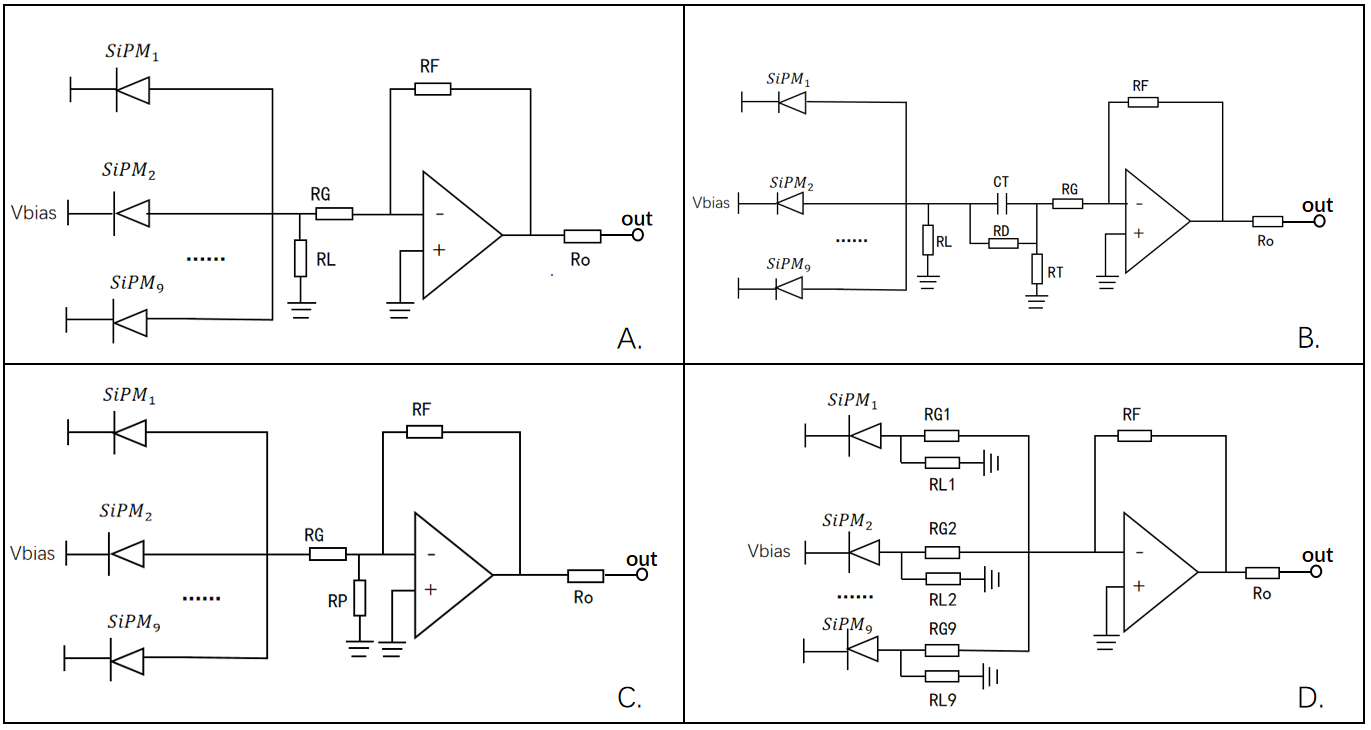 SiPM₁
RF
SiPM₂
RG
Vbias
-
out
+
RL
Ro
......
SiPM₉
A.
SiPM₁
RF
SiPM₂
CT
RG
Vbias
-
out
RD
+
RL
Ro
......
SiPM₉
RT
B.
SiPM₁
RF
SiPM₂
RG
Vbias
-
out
+
RP
Ro
......
SiPM₉
C.
SiPM₁
RG1
RF
RL1
SiPM₂
RG2
Vbias
-
out
+
RL2
Ro
......
SiPM₉
RG9
RL9
D.